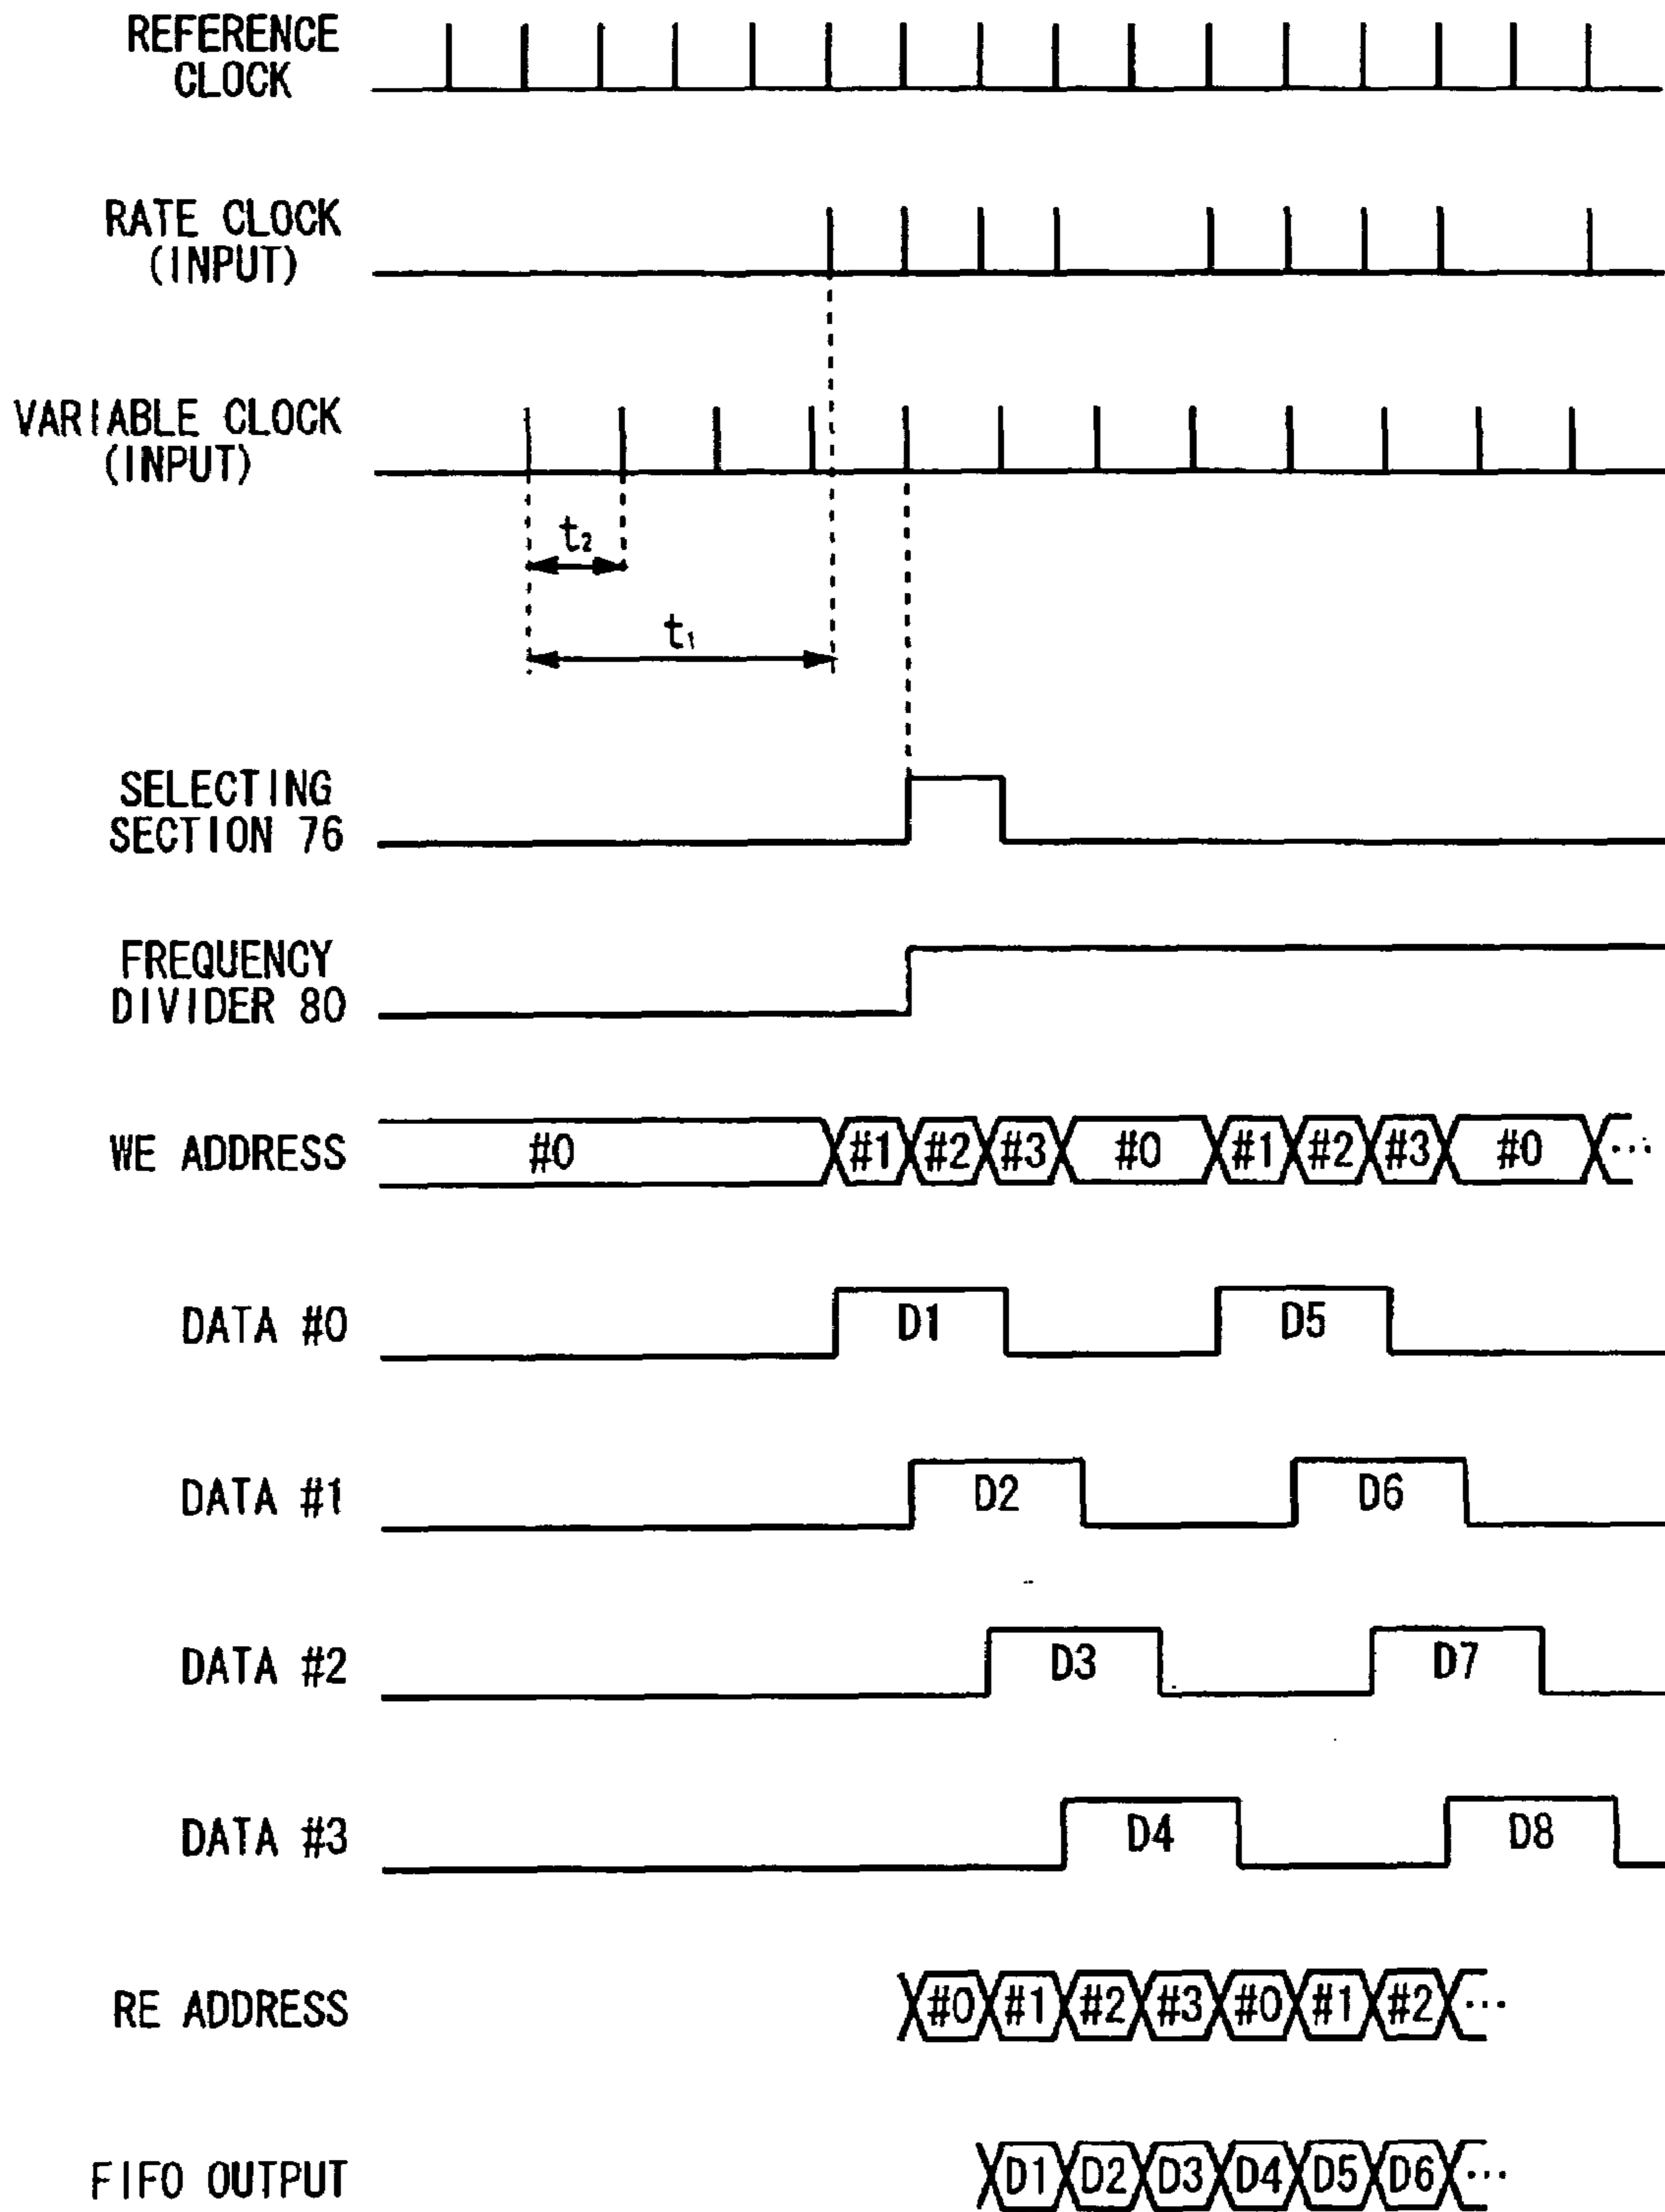 REFERENCE
CLOCK
RATE CLOCK
(INPUT)
VARIABLE CLOCK
(INPUT)
t2
t1
SELECTING
SECTION 76
FREQUENCY
DIVIDER 80
WE ADDRESS #0 #1 #2 #3 #0 #1 #2 #3 #0 ...
DATA #0 D1 D5
DATA #1 D2 D6
DATA #2 D3 D7
DATA #3 D4 D8
RE ADDRESS #0 #1 #2 #3 #0 #1 #2 ...
FIFO OUTPUT D1 D2 D3 D4 D5 D6 ...